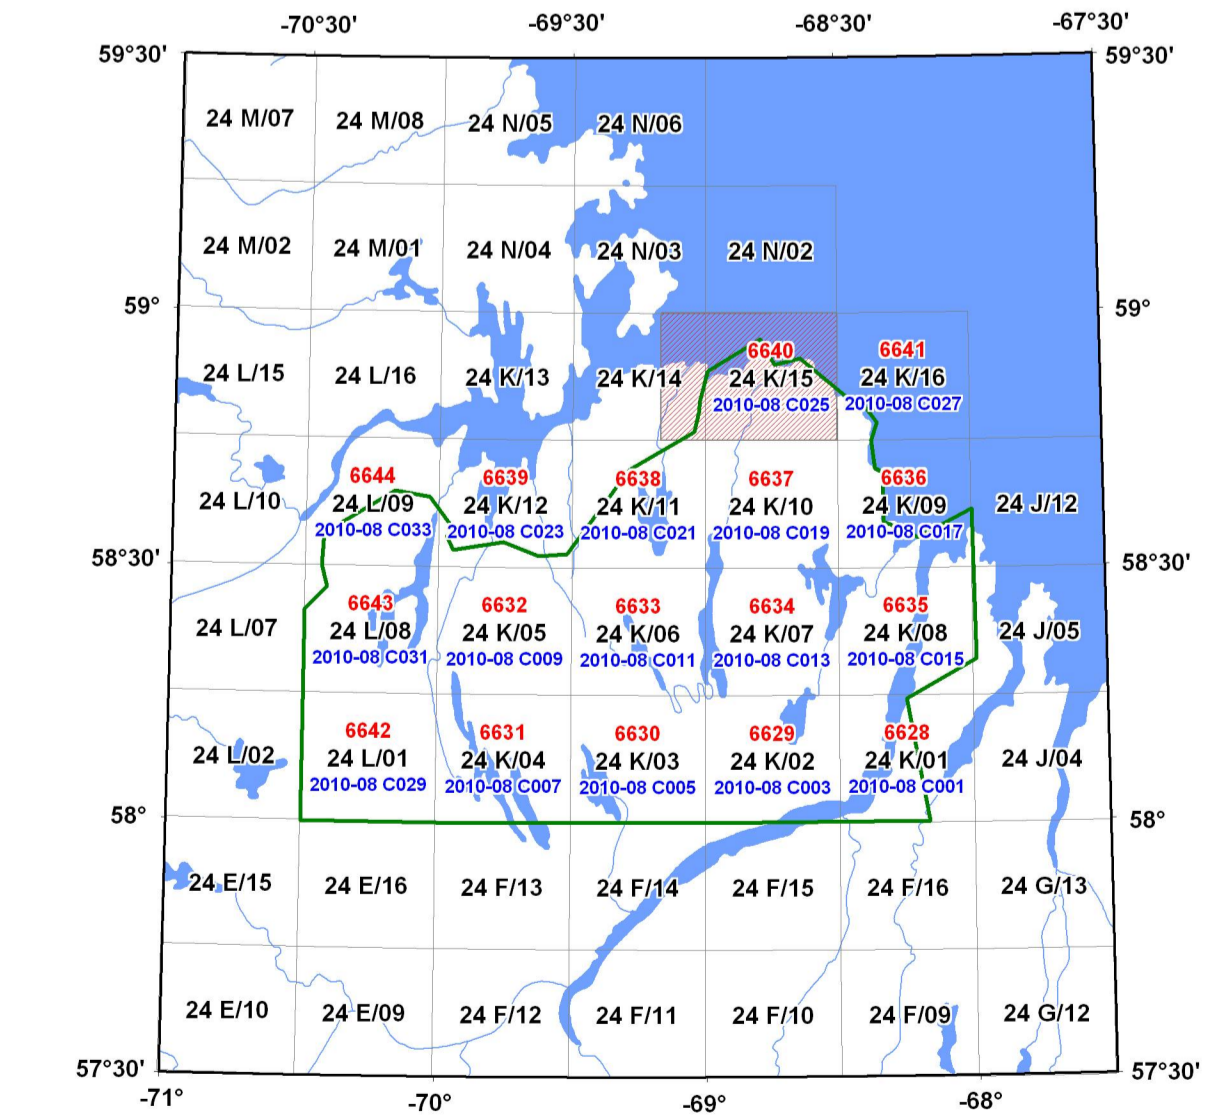 -70°30' -69°30' -68°30' -67°30'
59°30' 59°30'
24 M/07 24 M/08 24 N/05 24 N/06
24 M/02 24 M/01 24 N/04 24 N/03 24 N/02
59° 59°
6640 6641
24 L/15 24 L/16 24 K/13 24 K/14 24 K/15 24 K/16
2010-08 C025 2010-08 C027
6644 6639 6638 6637 6636
24 L/10 24 L/09 24 K/12 24 K/11 24 K/10 24 K/09 24 J/12
2010-08 C033 2010-08 C023 2010-08 C021 2010-08 C019 2010-08 C017
58°30' 58°30'
6643 6632 6633 6634 6635
24 L/07 24 L/08 24 K/05 24 K/06 24 K/07 24 K/08 24 J/05
2010-08 C031 2010-08 C009 2010-08 C011 2010-08 C013 2010-08 C015
6642 6631 6630 6629 6628
24 L/02 24 L/01 24 K/04 24 K/03 24 K/02 24 K/01 24 J/04
2010-08 C029 2010-08 C007 2010-08 C005 2010-08 C003 2010-08 C001
58° 58°
24 E/15 24 E/16 24 F/13 24 F/14 24 F/15 24 F/16 24 G/13
24 E/10 24 E/09 24 F/12 24 F/11 24 F/10 24 F/09 24 G/12
57°30' 57°30'
-71° -70° -69° -68°